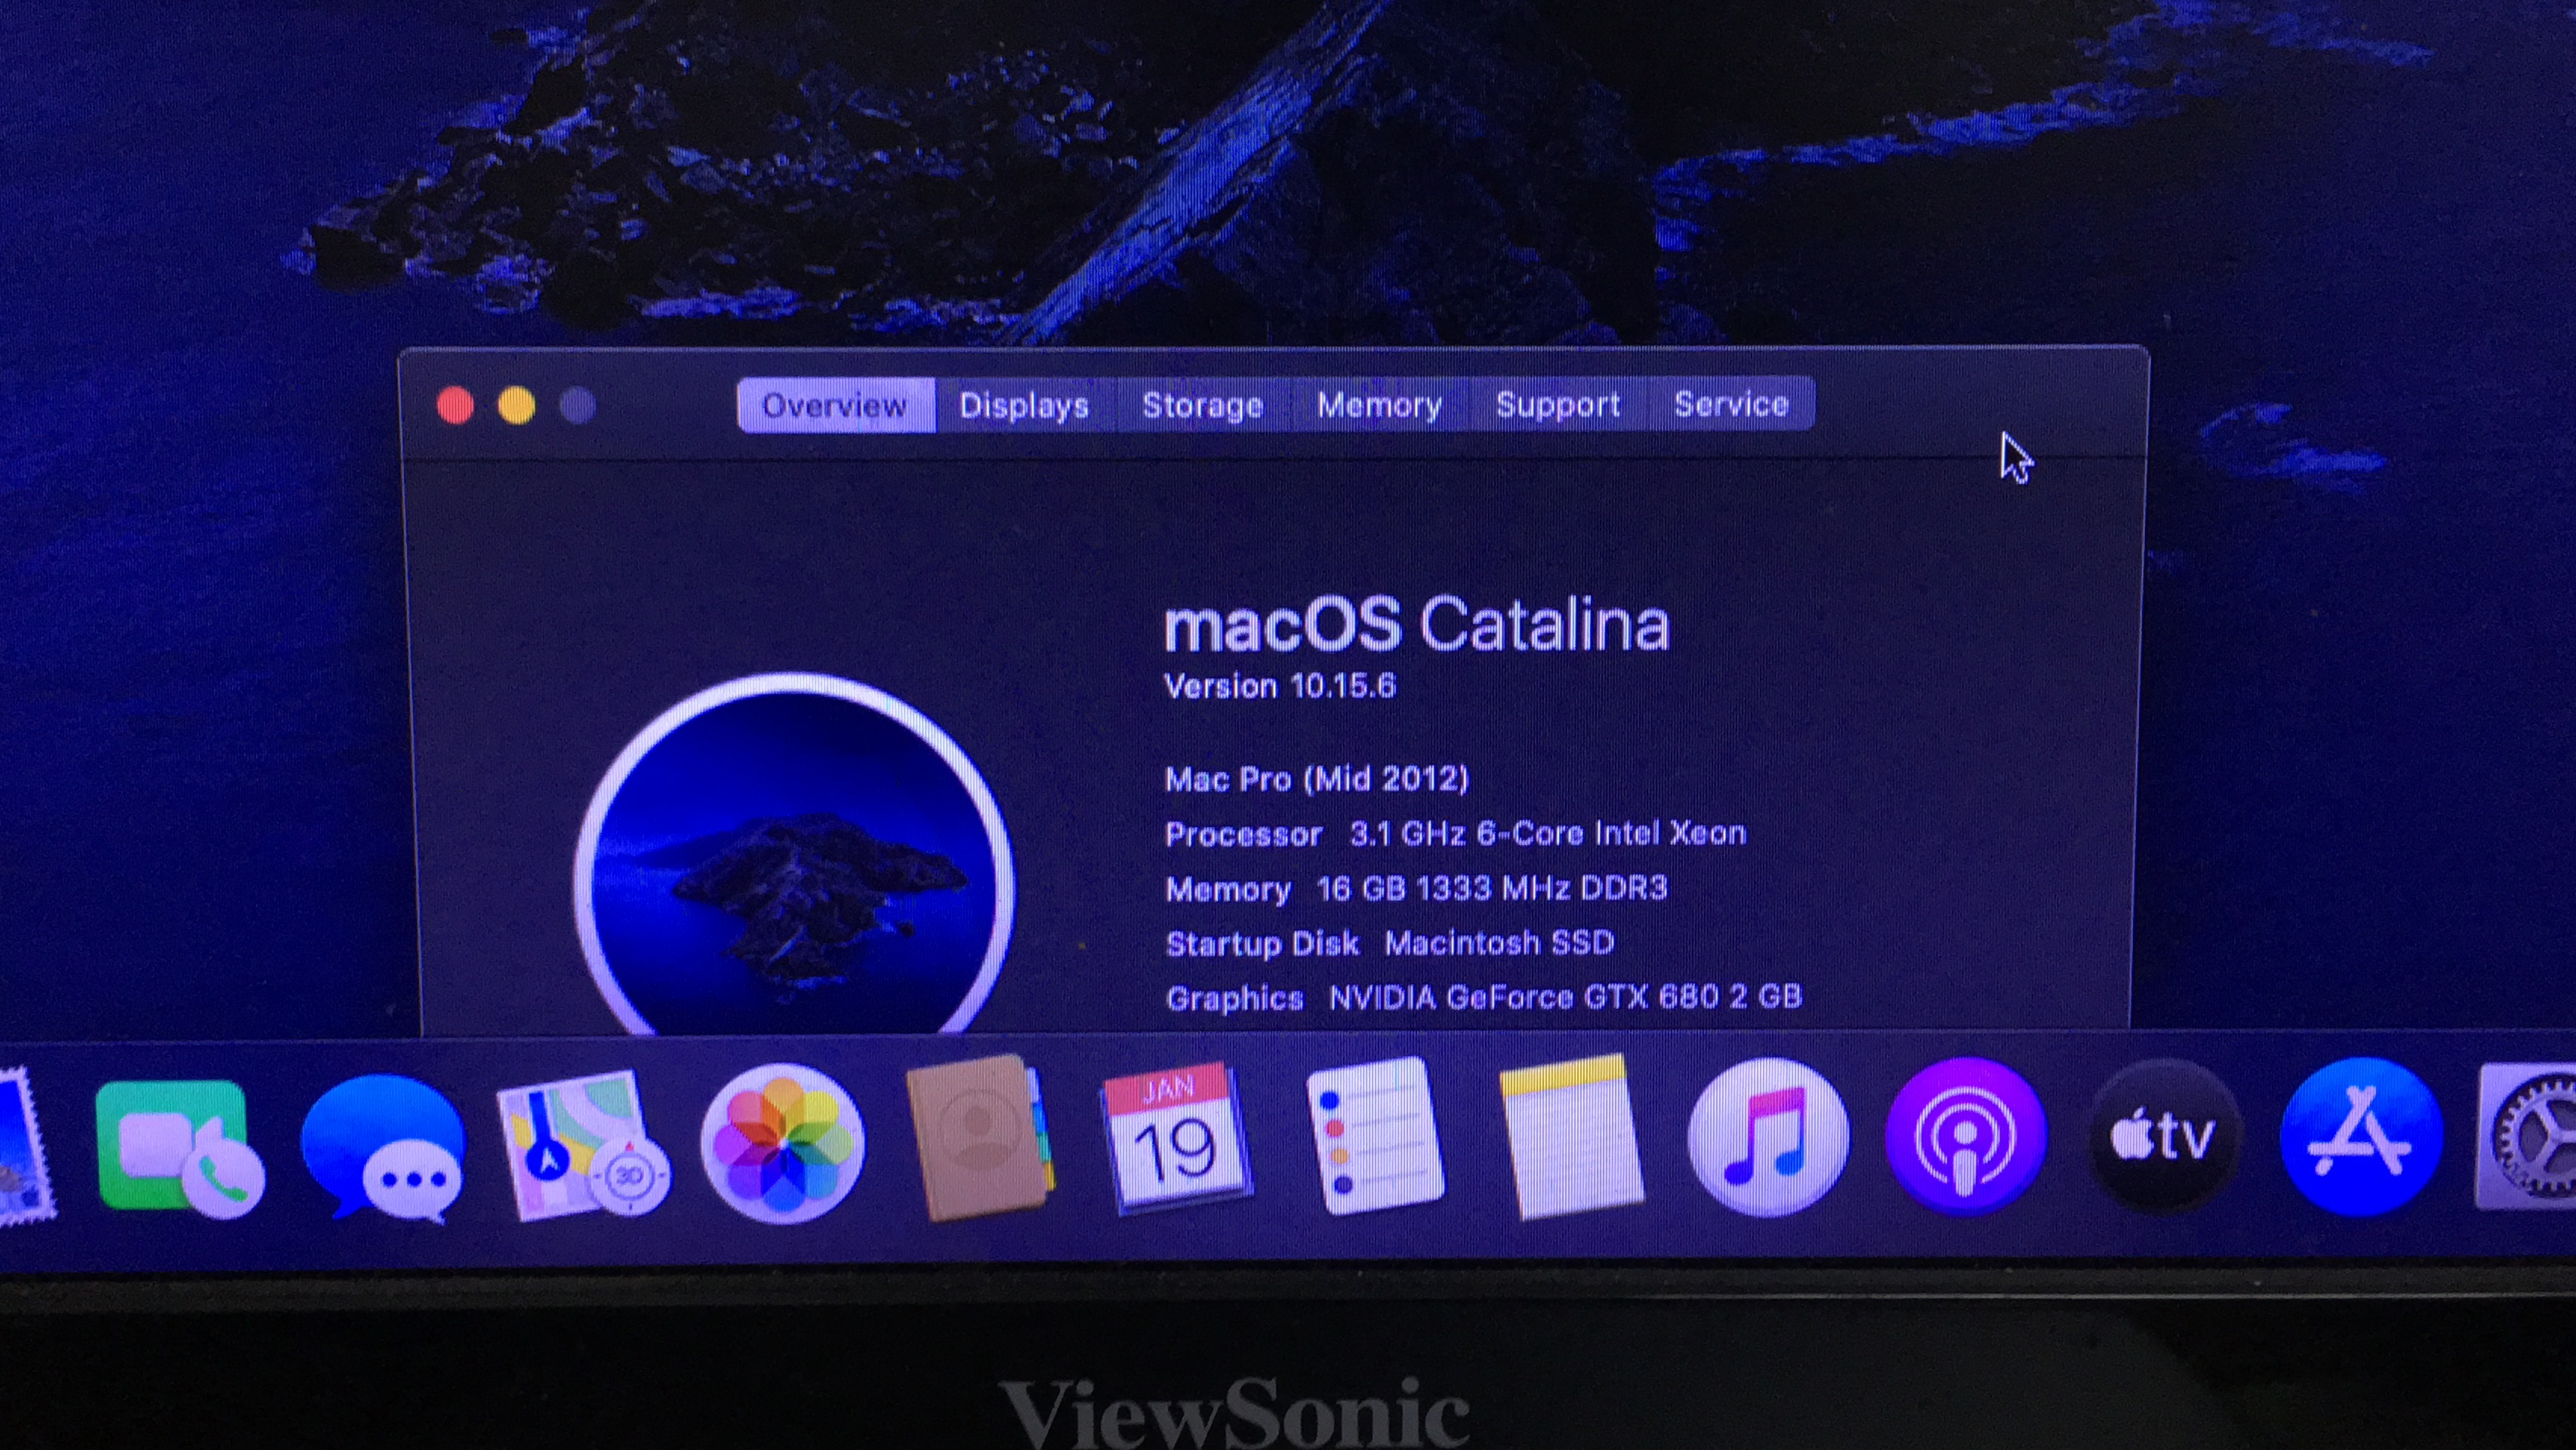 Overview Displays Storage Memory Support Service
macOS Catalina
Version 10.15.6
Mac Pro (Mid 2012)
Processor 3.1 GHz 6-Core Intel Xeon
Memory 16 GB 1333 MHz DDR3
Startup Disk Macintosh SSD
Graphics NVIDIA GeForce GTX 680 2 GB
3D
JAN
19
tv
ViewSonic